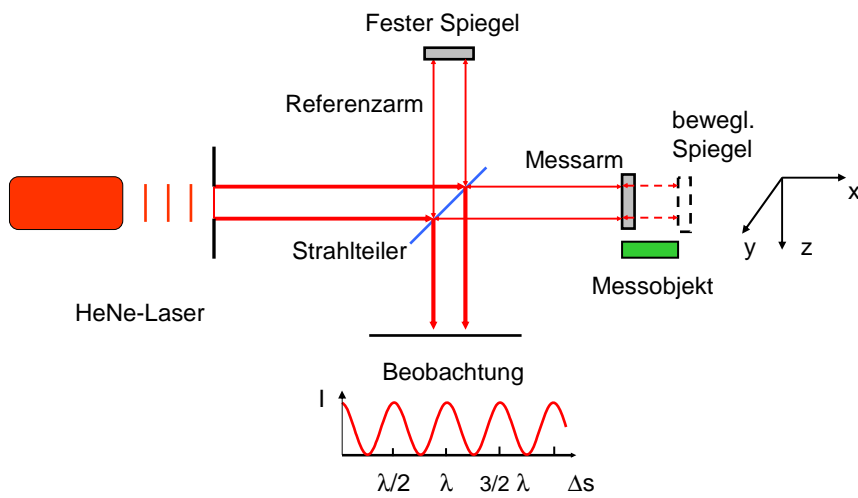 Fester Spiegel
Referenzarm
bewegl.
Spiegel
Messarm
x
y
z
Strahlteiler
Messobjekt
HeNe-Laser
Beobachtung
I
λ/2
λ
3/2 λ
Δs